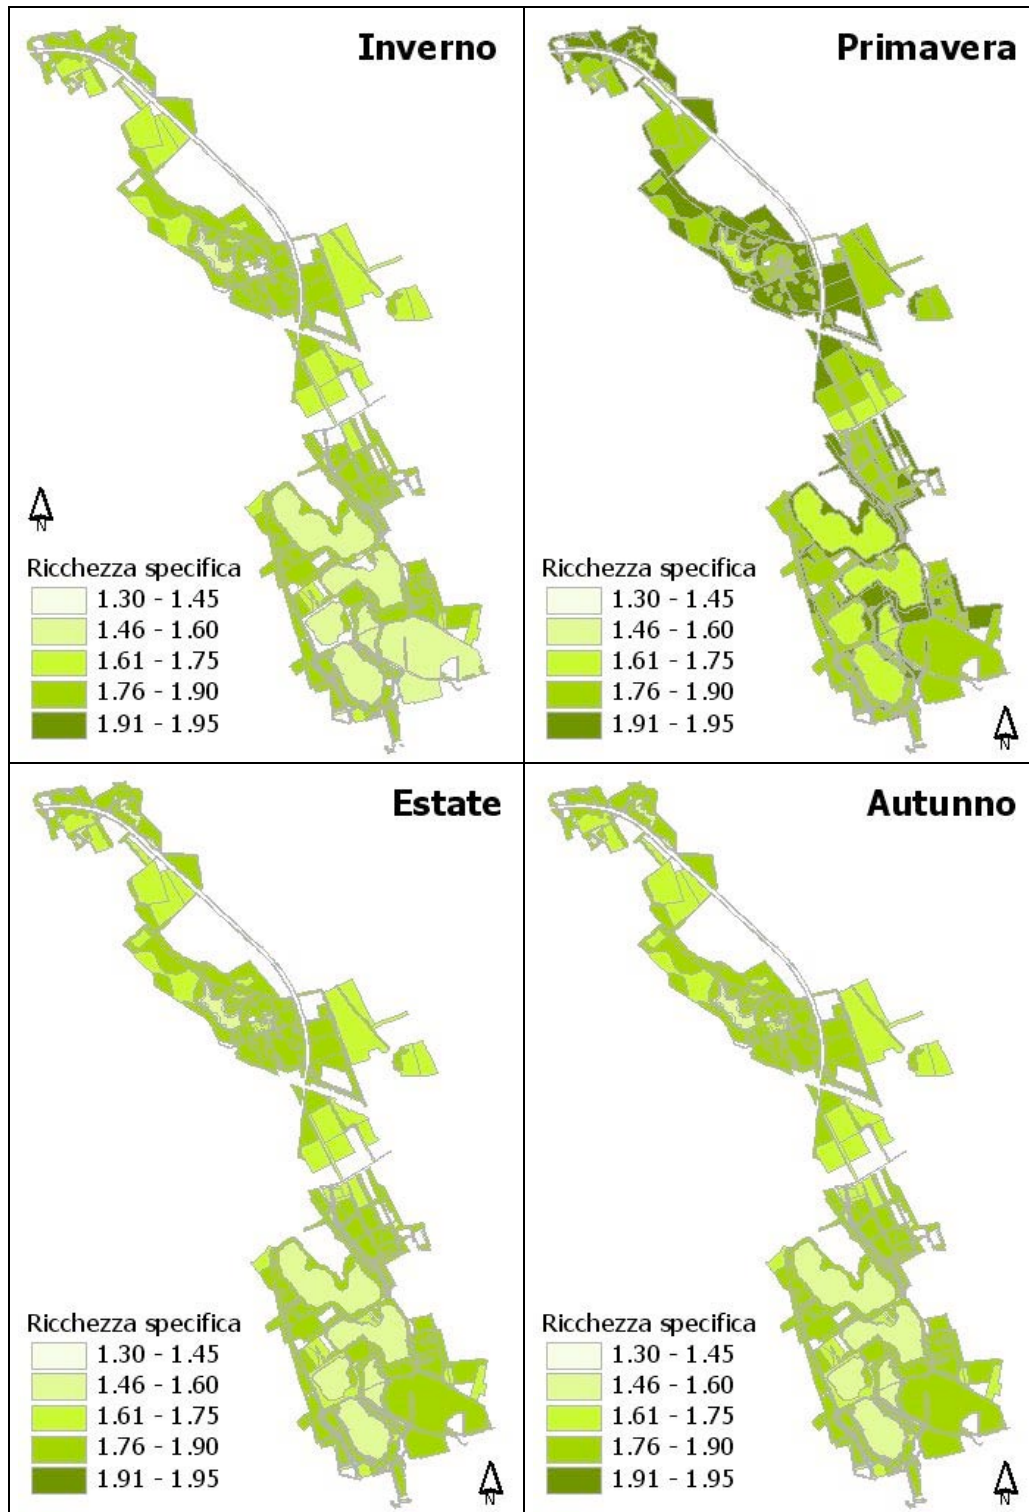 Inverno
N
Ricchezza specifica
1.30 - 1.45
1.46 - 1.60
1.61 - 1.75
1.76 - 1.90
1.91 - 1.95
Primavera
Ricchezza specifica
1.30 - 1.45
1.46 - 1.60
1.61 - 1.75
1.76 - 1.90
1.91 - 1.95
N
Estate
Ricchezza specifica
1.30 - 1.45
1.46 - 1.60
1.61 - 1.75
1.76 - 1.90
1.91 - 1.95
N
Autunno
Ricchezza specifica
1.30 - 1.45
1.46 - 1.60
1.61 - 1.75
1.76 - 1.90
1.91 - 1.95
N